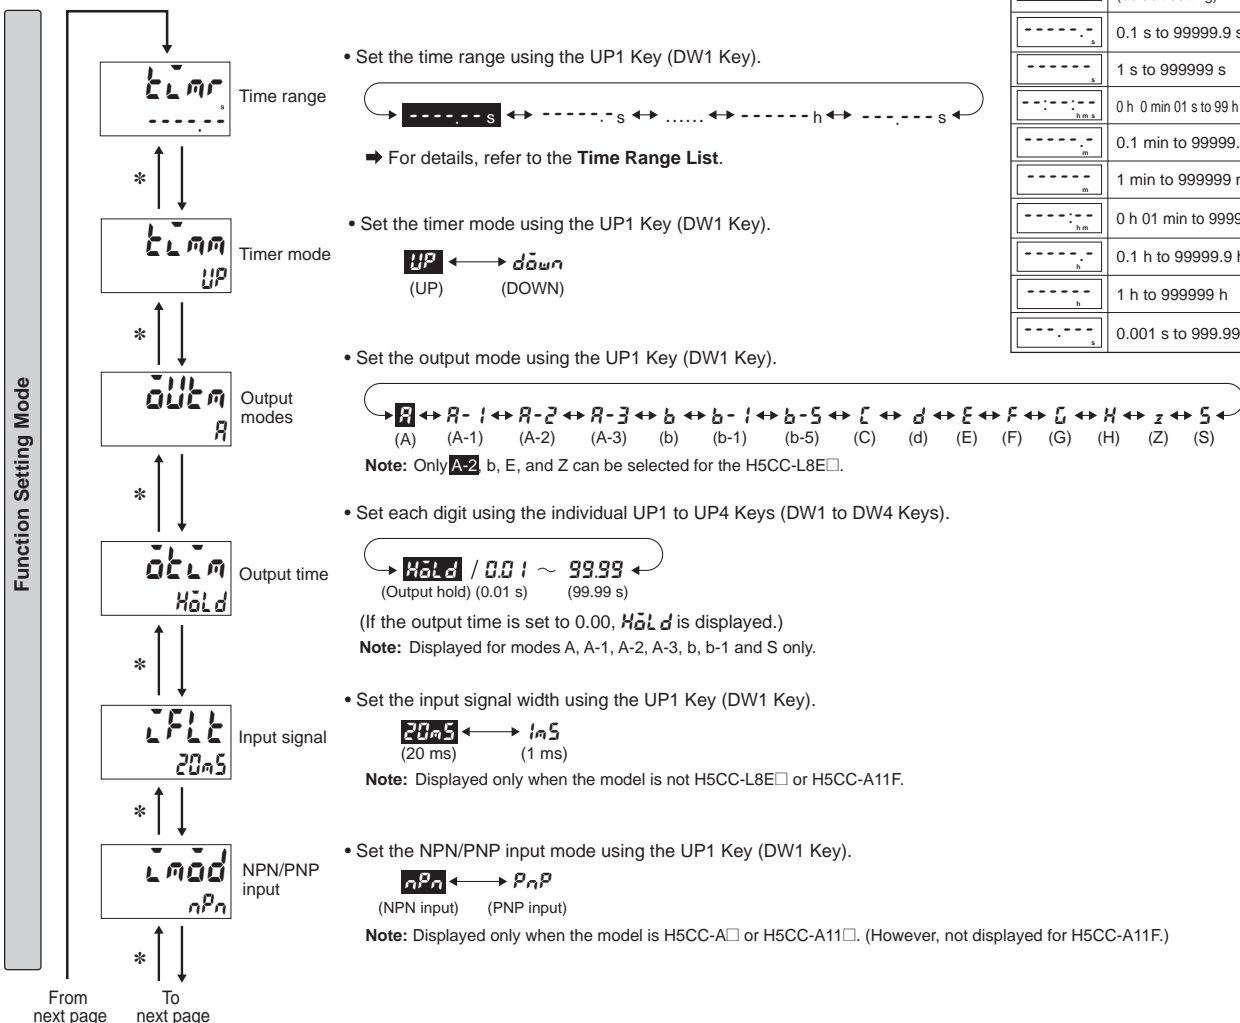 Function Setting Mode
Time range
• Set the time range using the UP1 Key (DW1 Key).
----.-- s ↔ -----.- s ↔ ...... ↔ ------ h ↔ ---.--- s
➡ For details, refer to the Time Range List.
*
Timer mode
UP
• Set the timer mode using the UP1 Key (DW1 Key).
UP ↔ down
(UP) (DOWN)
*
Output
modes
A
• Set the output mode using the UP1 Key (DW1 Key).
A ↔ A-1 ↔ A-2 ↔ A-3 ↔ b ↔ b-1 ↔ b-5 ↔ C ↔ d ↔ E ↔ F ↔ G ↔ H ↔ z ↔ S
(A) (A-1) (A-2) (A-3) (b) (b-1) (b-5) (C) (d) (E) (F) (G) (H) (Z) (S)
Note: Only A-2, b, E, and Z can be selected for the H5CC-L8E□.
*
Output time
HoLd
• Set each digit using the individual UP1 to UP4 Keys (DW1 to DW4 Keys).
HoLd / 0.01 ~ 99.99
(Output hold) (0.01 s) (99.99 s)
(If the output time is set to 0.00, HoLd is displayed.)
Note: Displayed for modes A, A-1, A-2, A-3, b, b-1 and S only.
*
iFLt
Input signal
20mS
• Set the input signal width using the UP1 Key (DW1 Key).
20mS ↔ 1mS
(20 ms) (1 ms)
Note: Displayed only when the model is not H5CC-L8E□ or H5CC-A11F.
*
imod
NPN/PNP
input
nPn
• Set the NPN/PNP input mode using the UP1 Key (DW1 Key).
nPn ↔ PnP
(NPN input) (PNP input)
Note: Displayed only when the model is H5CC-A□ or H5CC-A11□. (However, not displayed for H5CC-A11F.)
*
From
next page
To
next page
-----.- s 0.1 s to 99999.9 s
------ s 1 s to 999999 s
--:--:-- h m s 0 h 0 min 01 s to 99 h
-----.- m 0.1 min to 99999.
------ m 1 min to 999999
----:-- h m 0 h 01 min to 9999
-----.- h 0.1 h to 99999.9
------ h 1 h to 999999 h
---.--- s 0.001 s to 999.99